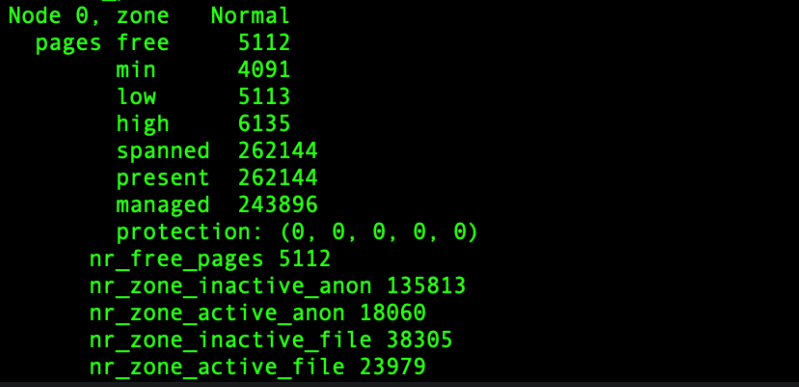 Node 0, zone   Normal
  pages free     5112
        min      4091
        low      5113
        high     6135
        spanned  262144
        present  262144
        managed  243896
        protection: (0, 0, 0, 0, 0)
      nr_free_pages 5112
      nr_zone_inactive_anon 135813
      nr_zone_active_anon 18060
      nr_zone_inactive_file 38305
      nr_zone_active_file 23979